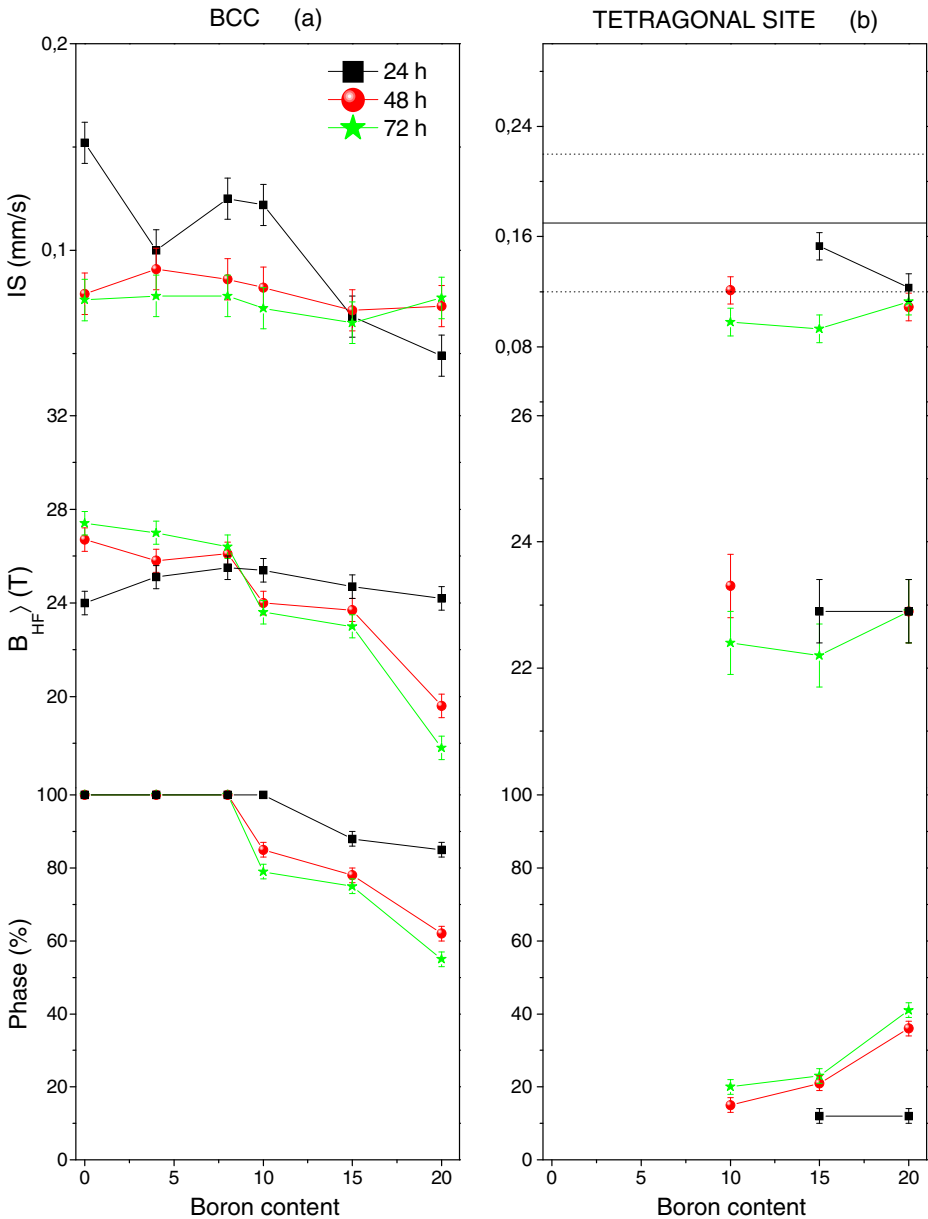 BCC (a)
TETRAGONAL SITE (b)
24 h
48 h
72 h
IS (mm/s)
0,2
0,1
B_HF⟩ (T)
32
28
24
20
Phase (%)
100
80
60
40
20
0
0 5 10 15 20
Boron content
0,24
0,16
0,08
26
24
22
100
80
60
40
20
0
0 5 10 15 20
Boron content